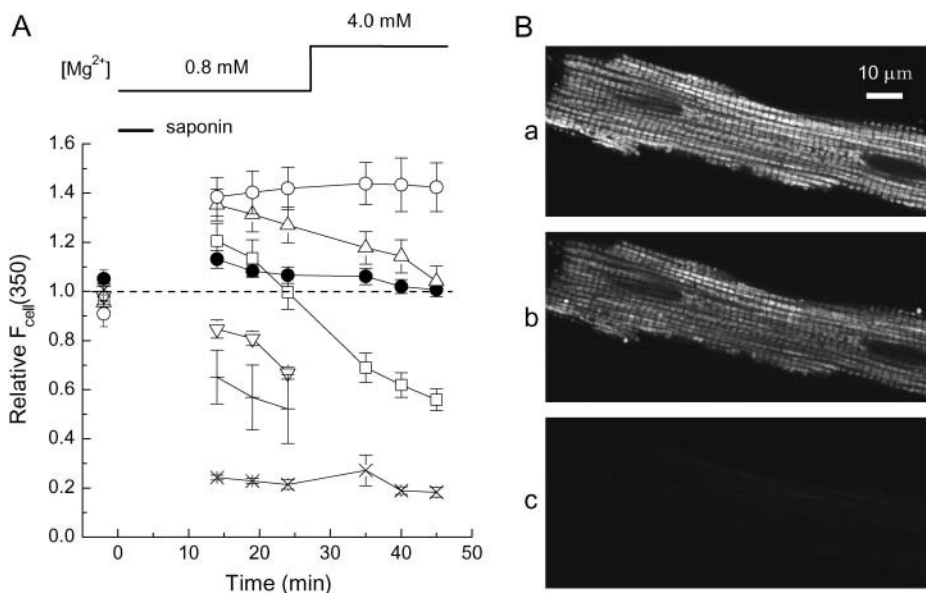 A
B
4.0 mM
[Mg2+]
0.8 mM
saponin
1.6
1.4
1.2
1.0
0.8
0.6
0.4
0.2
0.0
Relative Fcell(350)
0 10 20 30 40 50
Time (min)
a
10 μm
b
c